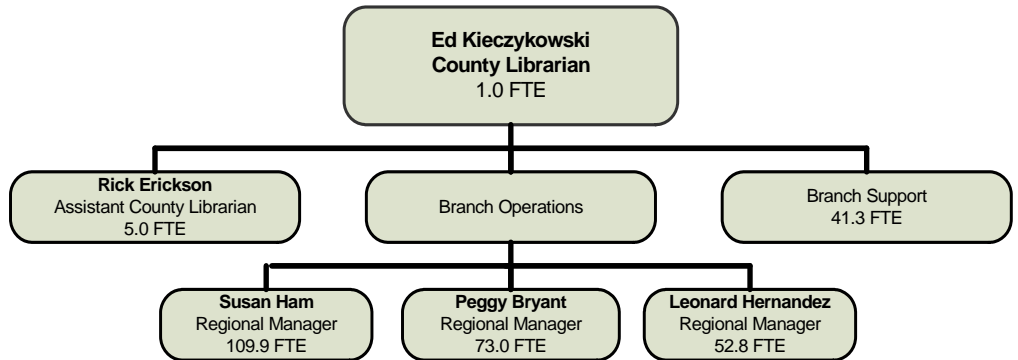 Ed Kieczykowski
County Librarian
1.0 FTE
Rick Erickson
Assistant County Librarian
5.0 FTE
Branch Operations
Branch Support
41.3 FTE
Susan Ham
Regional Manager
109.9 FTE
Peggy Bryant
Regional Manager
73.0 FTE
Leonard Hernandez
Regional Manager
52.8 FTE